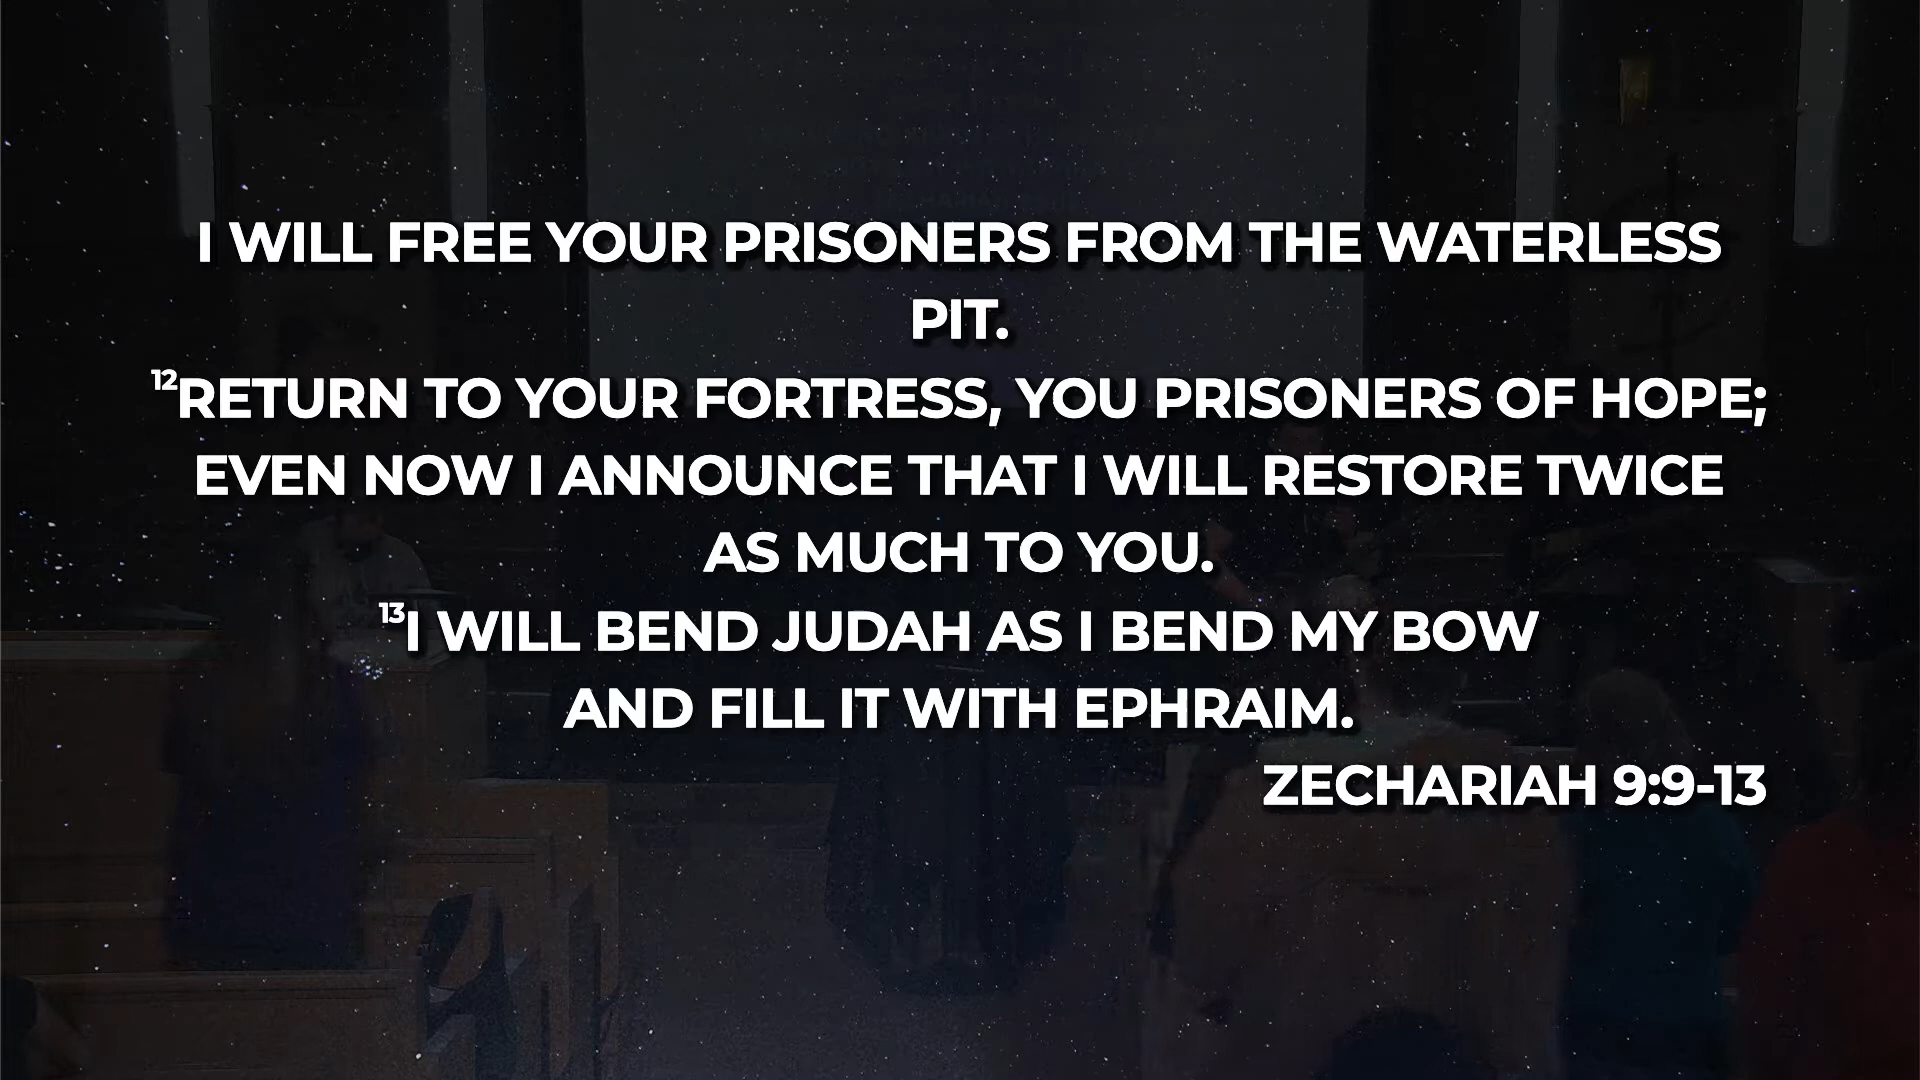 I WILL FREE YOUR PRISONERS FROM THE WATERLESS
PIT.
¹²RETURN TO YOUR FORTRESS, YOU PRISONERS OF HOPE;
EVEN NOW I ANNOUNCE THAT I WILL RESTORE TWICE
AS MUCH TO YOU.
¹³I WILL BEND JUDAH AS I BEND MY BOW
AND FILL IT WITH EPHRAIM.
ZECHARIAH 9:9-13